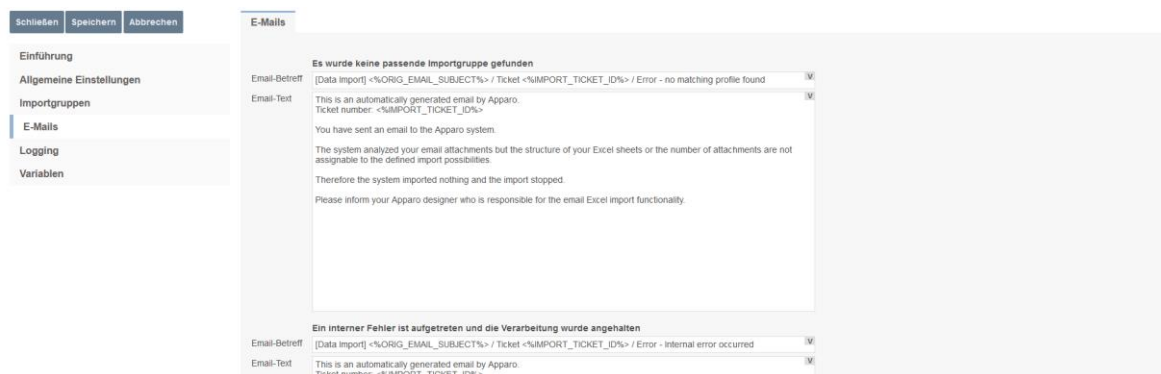 Schließen Speichern Abbrechen
E-Mails
Einführung
Allgemeine Einstellungen
Importgruppen
E-Mails
Logging
Variablen
Es wurde keine passende Importgruppe gefunden
Email-Betreff [Data Import] <%ORIG_EMAIL_SUBJECT%> / Ticket <%IMPORT_TICKET_ID%> / Error - no matching profile found V
Email-Text V
This is an automatically generated email by Apparo.
Ticket number: <%IMPORT_TICKET_ID%>
You have sent an email to the Apparo system.
The system analyzed your email attachments but the structure of your Excel sheets or the number of attachments are not
assignable to the defined import possibilities.
Therefore the system imported nothing and the import stopped.
Please inform your Apparo designer who is responsible for the email Excel import functionality.
Ein interner Fehler ist aufgetreten und die Verarbeitung wurde angehalten
Email-Betreff [Data Import] <%ORIG_EMAIL_SUBJECT%> / Ticket <%IMPORT_TICKET_ID%> / Error - Internal error occurred V
Email-Text V
This is an automatically generated email by Apparo.
Ticket number: <%IMPORT_TICKET_ID%>